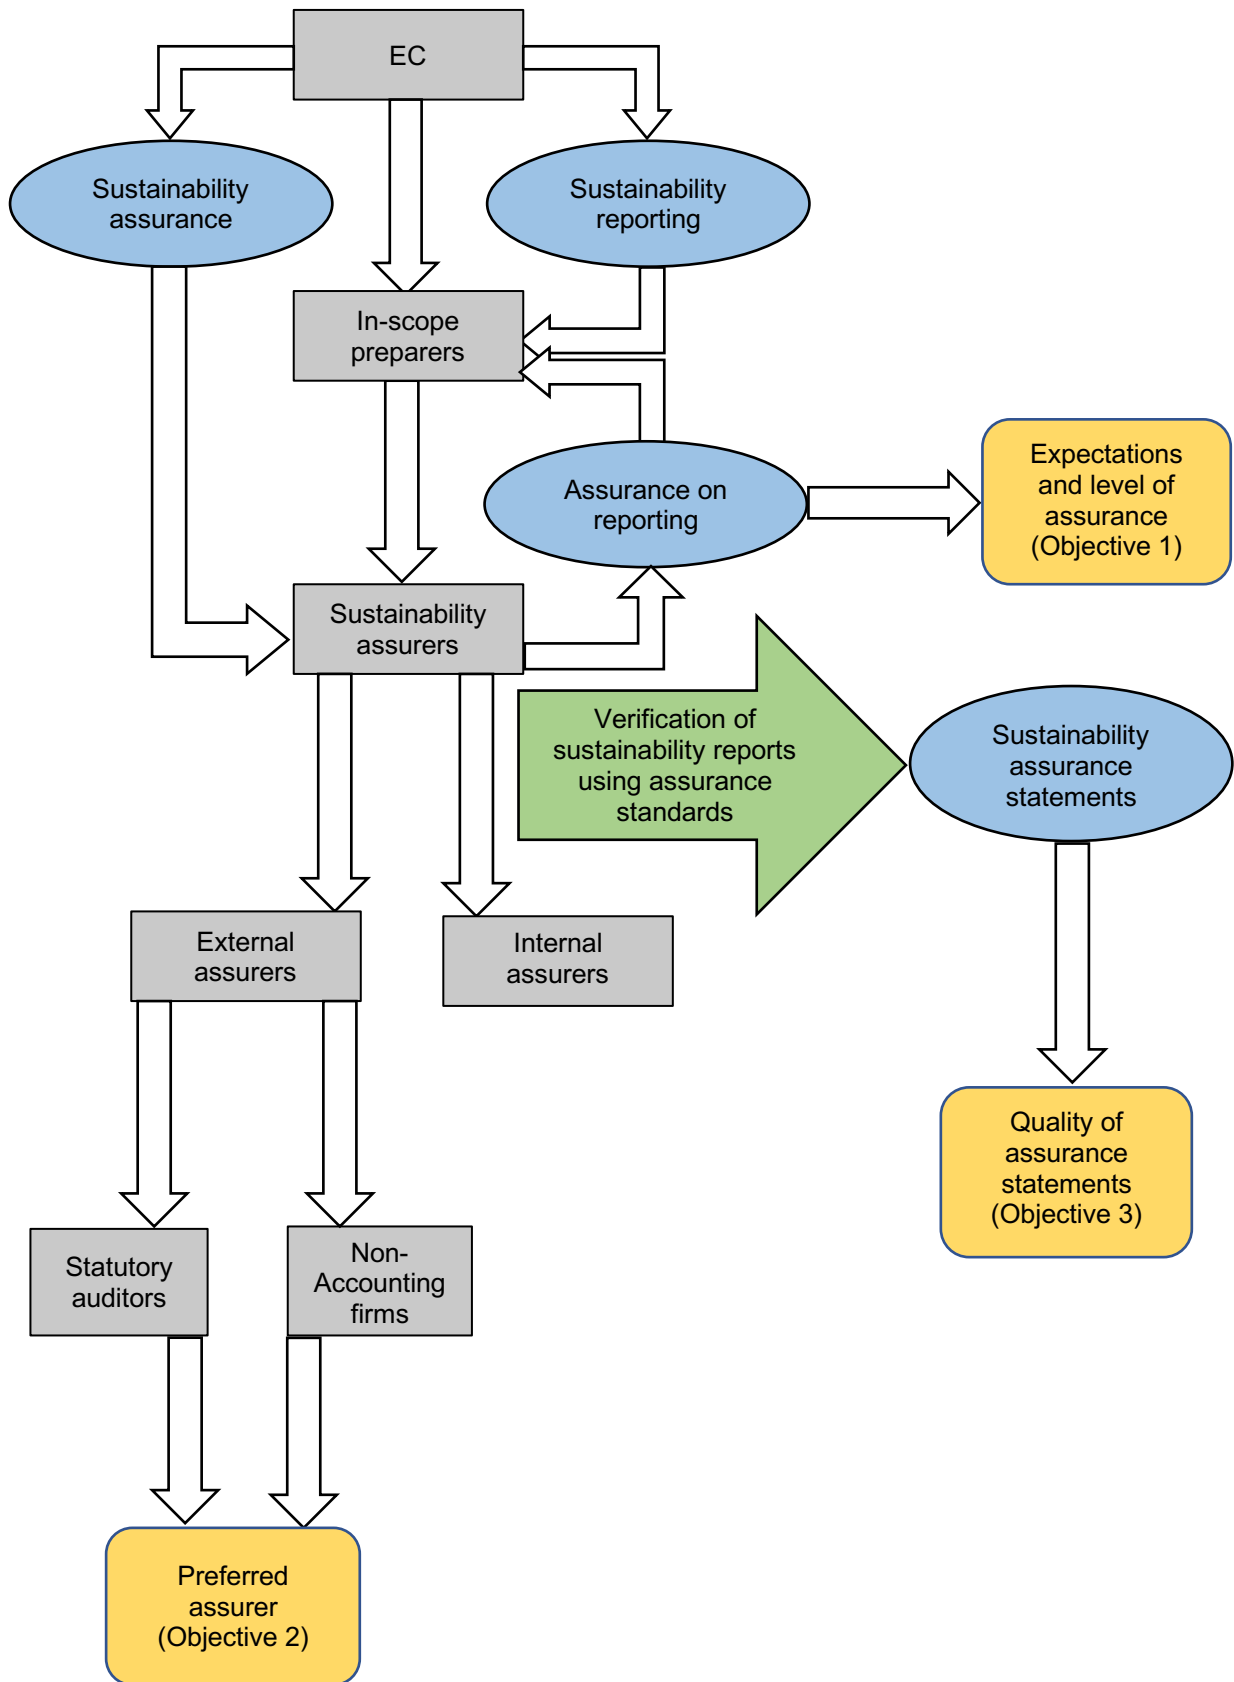 EC
Sustainability
assurance
Sustainability
reporting
In-scope
preparers
Assurance on
reporting
Expectations
and level of
assurance
(Objective 1)
Sustainability
assurers
Verification of
sustainability reports
using assurance
standards
Sustainability
assurance
statements
External
assurers
Internal
assurers
Quality of
assurance
statements
(Objective 3)
Statutory
auditors
Non-
Accounting
firms
Preferred
assurer
(Objective 2)